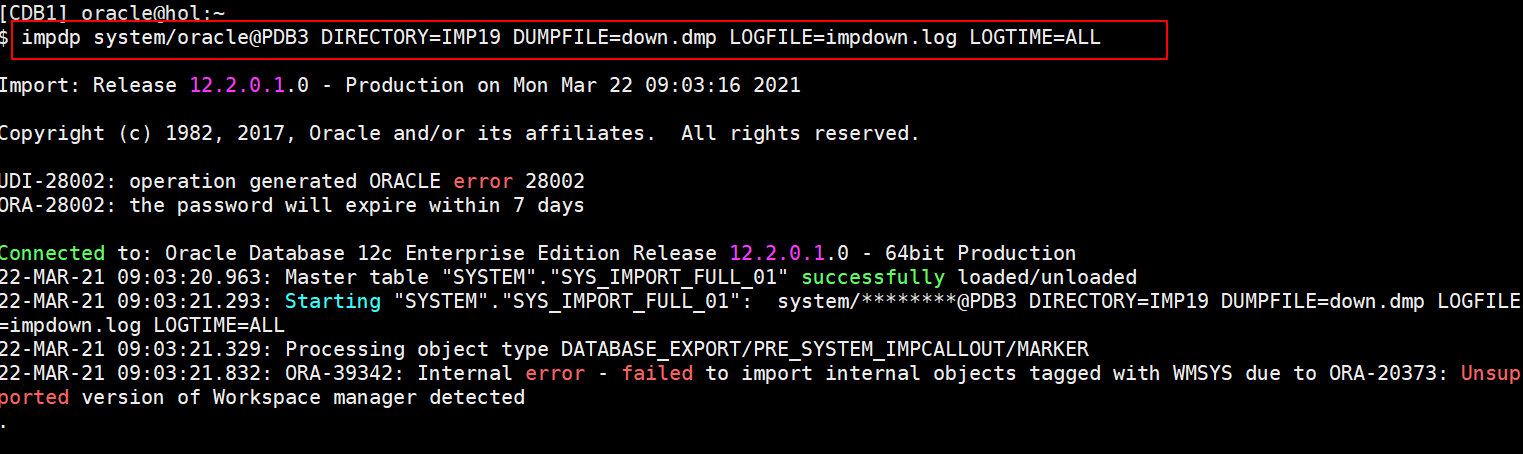 [CDB1] oracle@hol:~
$ impdp system/oracle@PDB3 DIRECTORY=IMP19 DUMPFILE=down.dmp LOGFILE=impdown.log LOGTIME=ALL
Import: Release 12.2.0.1.0 - Production on Mon Mar 22 09:03:16 2021
Copyright (c) 1982, 2017, Oracle and/or its affiliates.  All rights reserved.
UDI-28002: operation generated ORACLE error 28002
ORA-28002: the password will expire within 7 days
Connected to: Oracle Database 12c Enterprise Edition Release 12.2.0.1.0 - 64bit Production
22-MAR-21 09:03:20.963: Master table "SYSTEM"."SYS_IMPORT_FULL_01" successfully loaded/unloaded
22-MAR-21 09:03:21.293: Starting "SYSTEM"."SYS_IMPORT_FULL_01":  system/********@PDB3 DIRECTORY=IMP19 DUMPFILE=down.dmp LOGFILE
=impdown.log LOGTIME=ALL
22-MAR-21 09:03:21.329: Processing object type DATABASE_EXPORT/PRE_SYSTEM_IMPCALLOUT/MARKER
22-MAR-21 09:03:21.832: ORA-39342: Internal error - failed to import internal objects tagged with WMSYS due to ORA-20373: Unsup
ported version of Workspace manager detected
.